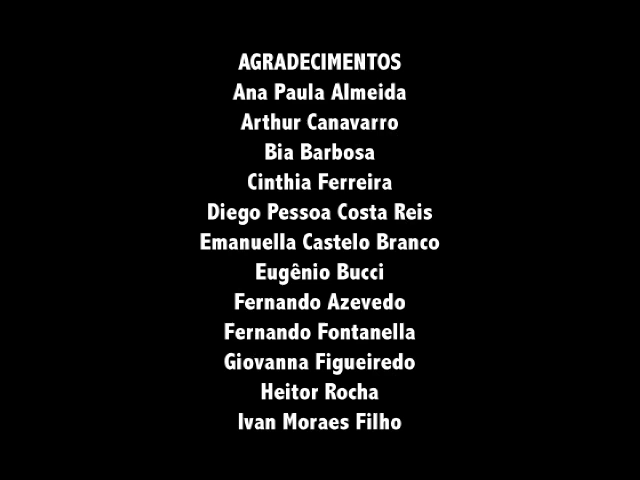 AGRADECIMENTOS
Ana Paula Almeida
Arthur Canavarro
Bia Barbosa
Cinthia Ferreira
Diego Pessoa Costa Reis
Emanuella Castelo Branco
Eugênio Bucci
Fernando Azevedo
Fernando Fontanella
Giovanna Figueiredo
Heitor Rocha
Ivan Moraes Filho